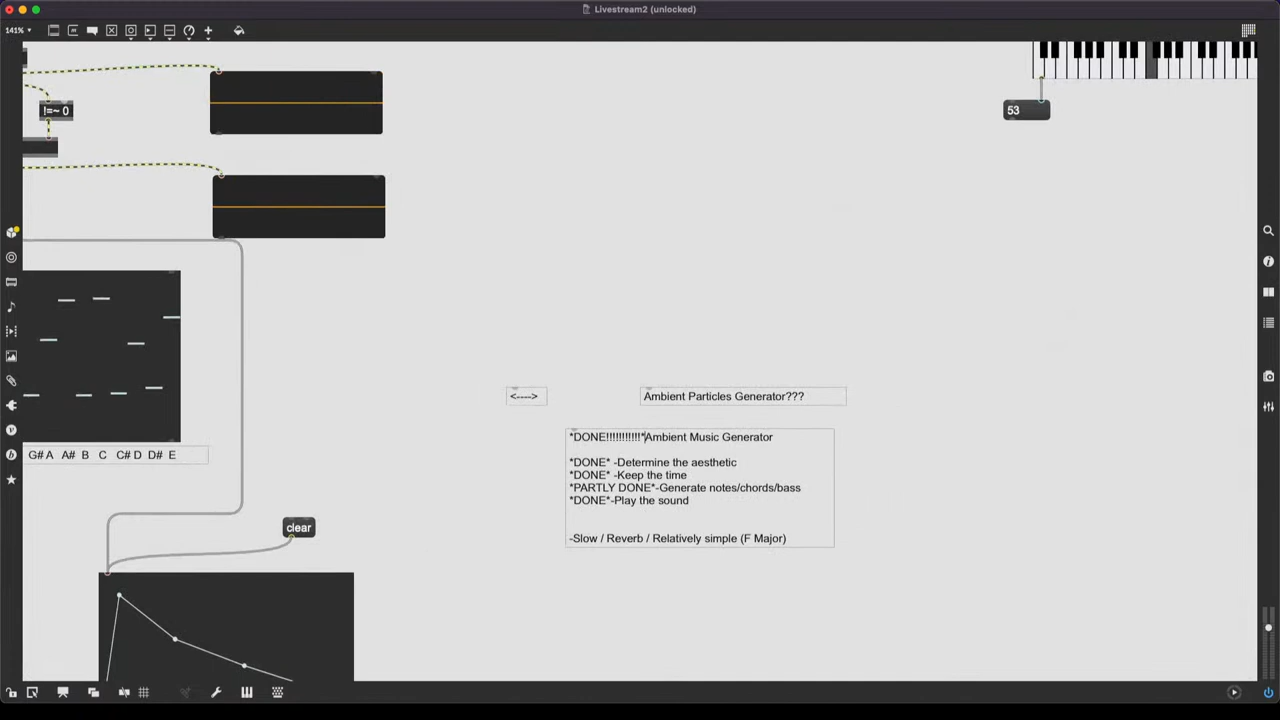 Livestream2 (unlocked)
141%
!=~ 0
53
<---->
Ambient Particles Generator???
*DONE!!!!!!!!!!!*Ambient Music Generator
*DONE* -Determine the aesthetic
*DONE* -Keep the time
*PARTLY DONE*-Generate notes/chords/bass
*DONE*-Play the sound
-Slow / Reverb / Relatively simple (F Major)
G# A A# B C C# D D# E
clear